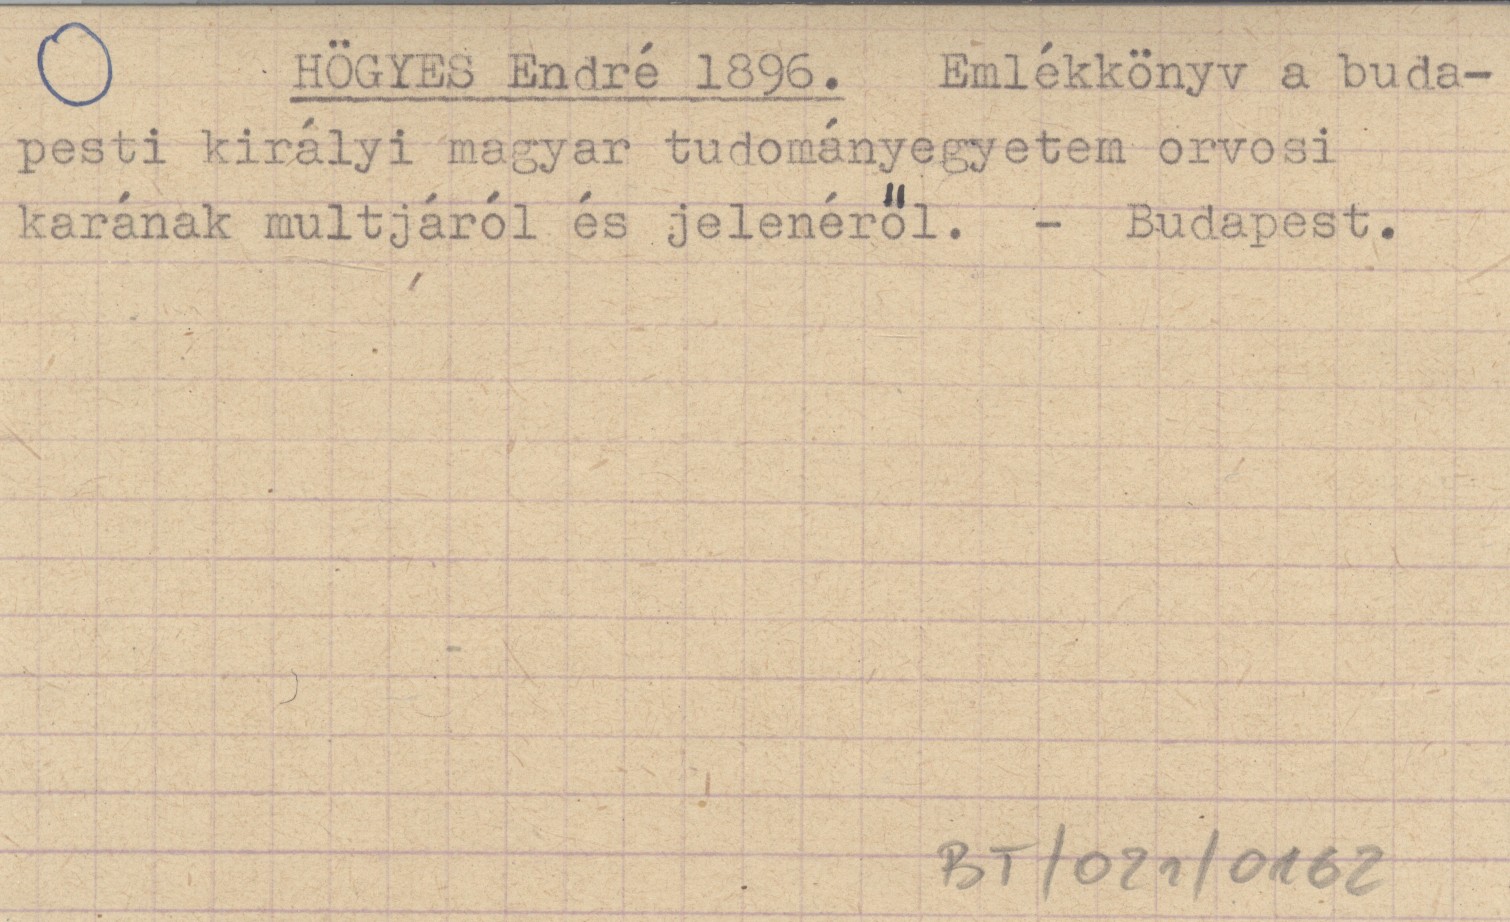 HÖGYES Endré 1896. Emlékkönyv a buda-
pesti királyi magyar tudományegyetem orvosi
karának multjáról és jelenéről. - Budapest.
BT/021/0162